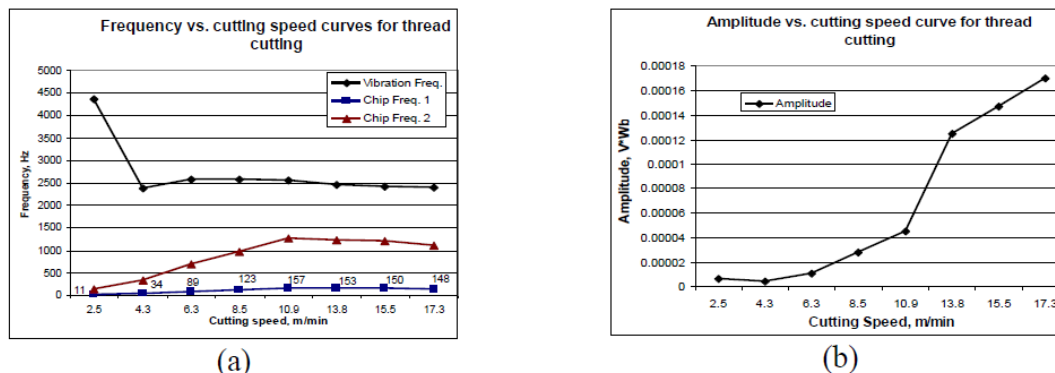 Frequency vs. cutting speed curves for thread
cutting
5000
4500
4000
3500
3000
2500
2000
1500
1000
500
0
Frequency, Hz
Vibration Freq.
Chip Freq. 1
Chip Freq. 2
11 34 89 123 157 153 150 148
2.5 4.3 6.3 8.5 10.9 13.8 15.5 17.3
Cutting speed, m/min
(a)
Amplitude vs. cutting speed curve for thread
cutting
0.00018
0.00016
0.00014
0.00012
0.0001
0.00008
0.00006
0.00004
0.00002
0
Amplitude, V*Wb
Amplitude
2.5 4.3 6.3 8.5 10.9 13.8 15.5 17.3
Cutting Speed, m/min
(b)